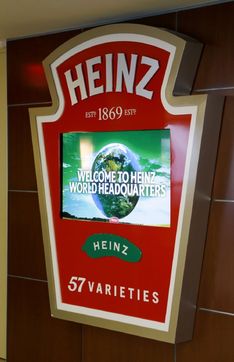 HEINZ
ESTD 1869 ESTD
WELCOME TO HEINZ
WORLD HEADQUARTERS
HEINZ
57 VARIETIES